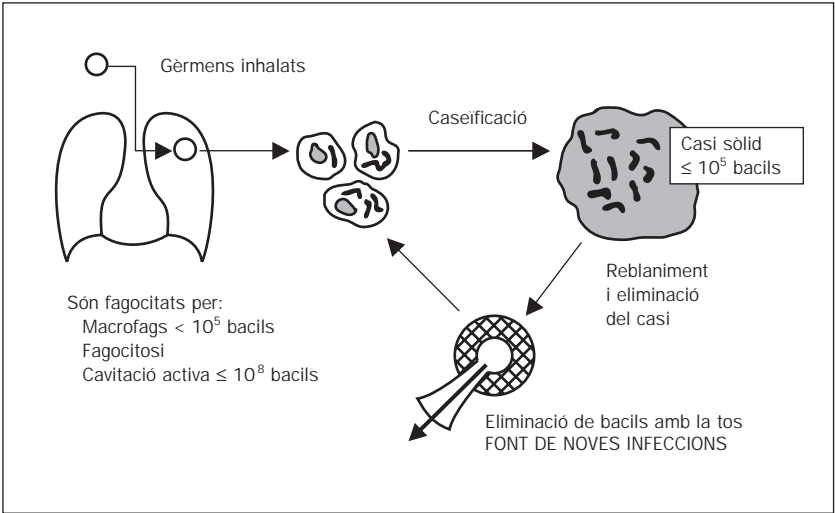 Gèrmens inhalats
Caseïficació
Casi sòlid
≤ 10⁵ bacils
Reblaniment
i eliminació
del casi
Són fagocitats per:
Macrofags < 10⁵ bacils
Fagocitosi
Cavitació activa ≤ 10⁸ bacils
Eliminació de bacils amb la tos
FONT DE NOVES INFECCIONS